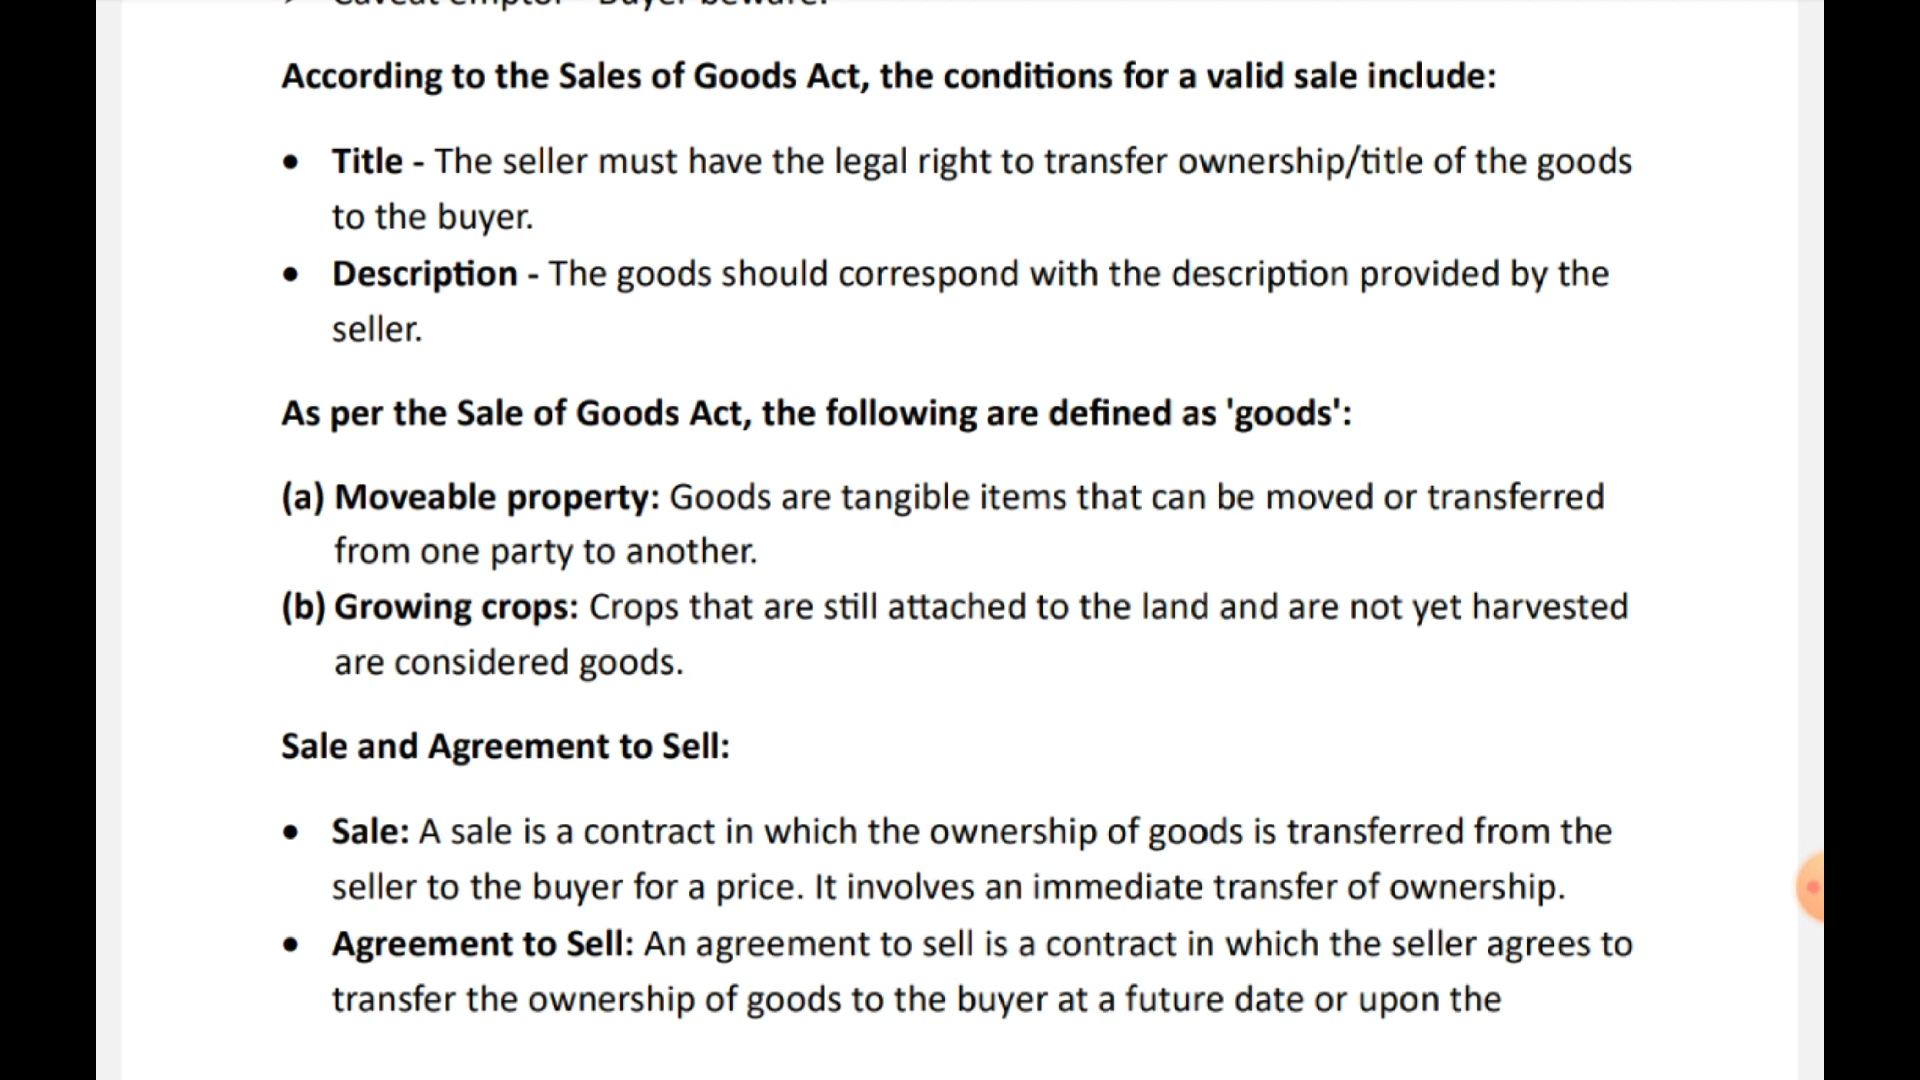 Caveat emptor - Buyer beware.
According to the Sales of Goods Act, the conditions for a valid sale include:
• Title - The seller must have the legal right to transfer ownership/title of the goods
to the buyer.
• Description - The goods should correspond with the description provided by the
seller.
As per the Sale of Goods Act, the following are defined as 'goods':
(a) Moveable property: Goods are tangible items that can be moved or transferred
from one party to another.
(b) Growing crops: Crops that are still attached to the land and are not yet harvested
are considered goods.
Sale and Agreement to Sell:
• Sale: A sale is a contract in which the ownership of goods is transferred from the
seller to the buyer for a price. It involves an immediate transfer of ownership.
• Agreement to Sell: An agreement to sell is a contract in which the seller agrees to
transfer the ownership of goods to the buyer at a future date or upon the